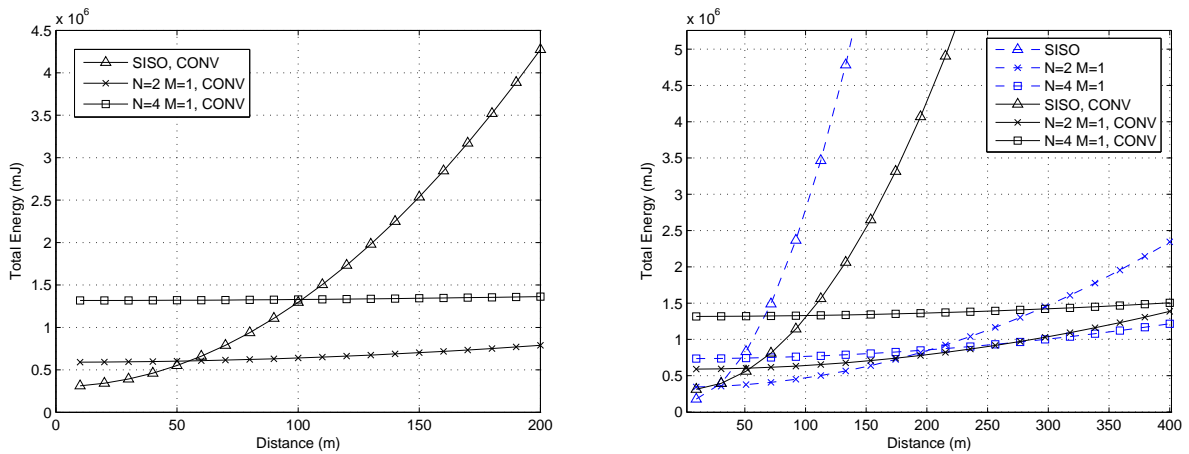 x 10^6
4.5
4
3.5
3
2.5
2
1.5
1
0.5
0
0
50
100
150
200
Total Energy (mJ)
Distance (m)
SISO, CONV
N=2 M=1, CONV
N=4 M=1, CONV
x 10^6
5
4.5
4
3.5
3
2.5
2
1.5
1
0.5
0
50
100
150
200
250
300
350
400
Total Energy (mJ)
Distance (m)
SISO
N=2 M=1
N=4 M=1
SISO, CONV
N=2 M=1, CONV
N=4 M=1, CONV